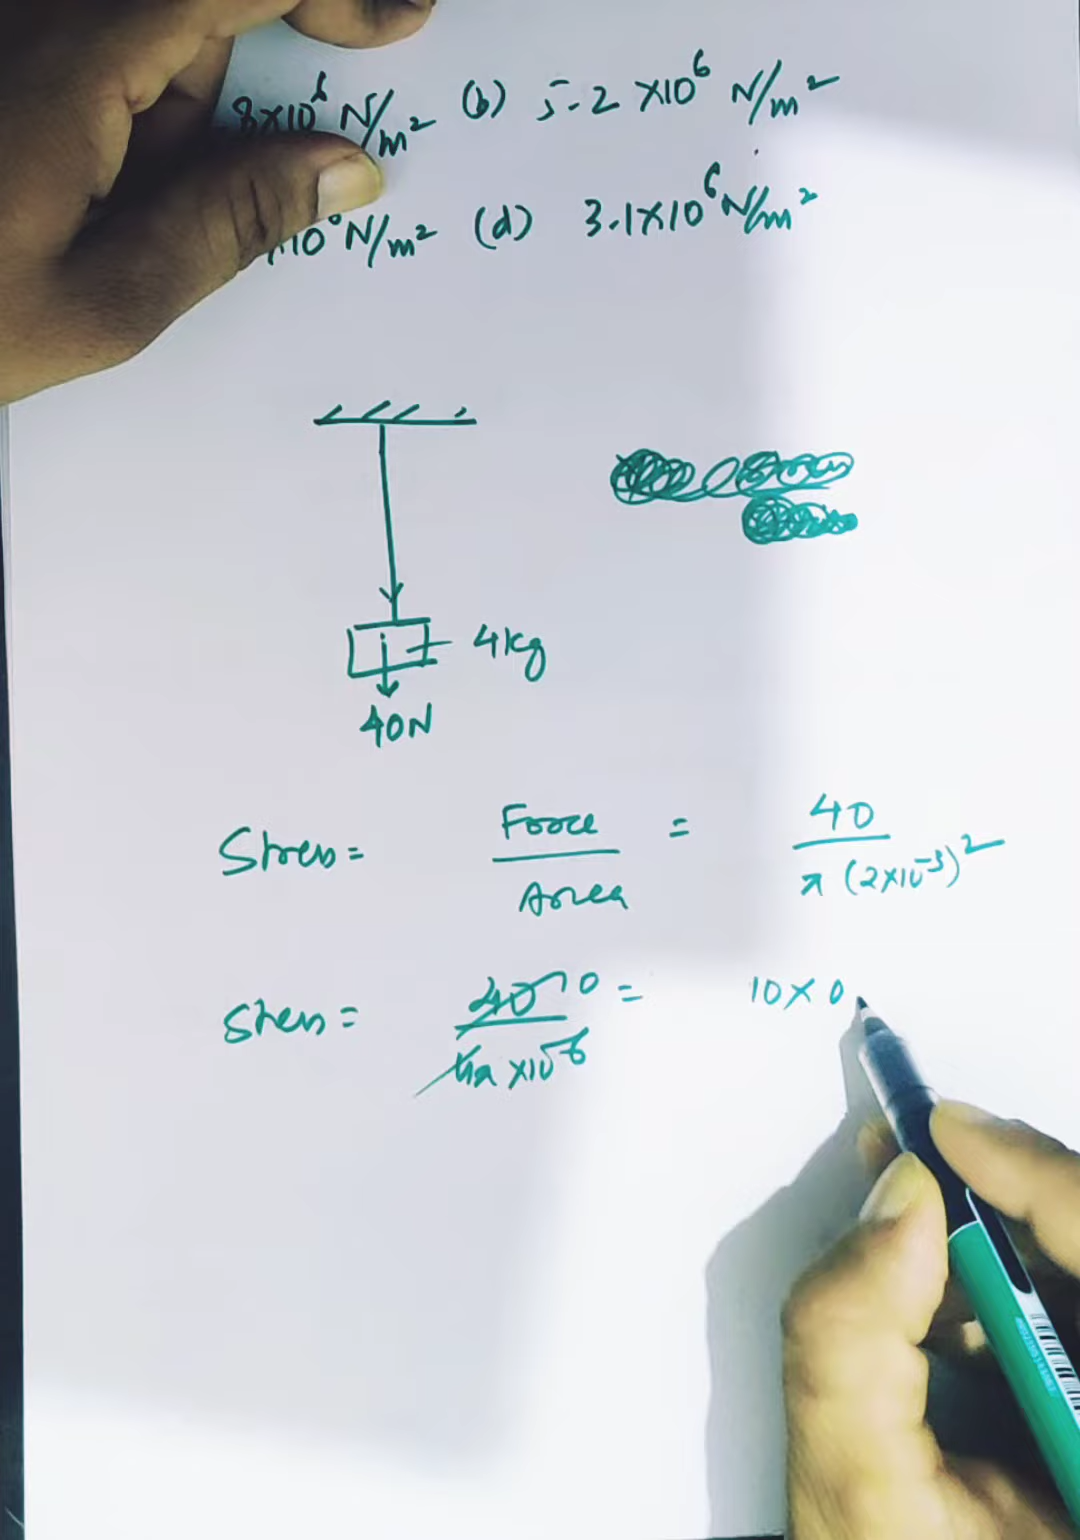 8×10⁶ N/m² (b) 5.2 ×10⁶ N/m²
×10⁶ N/m² (d) 3.1×10⁶ N/m²
4kg
40N
Stress = Force / Area = 40 / π (2×10⁻³)²
Stress = 40 10 / 4π ×10⁻⁶ = 10 × 0